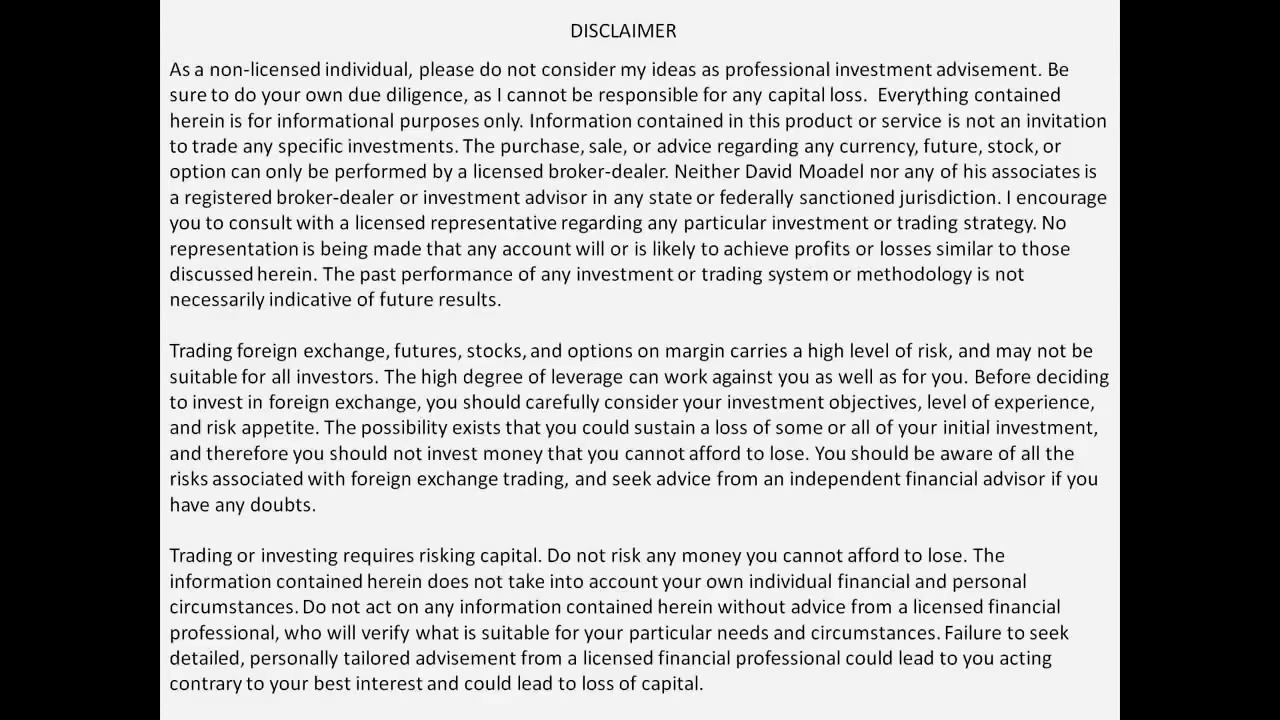 DISCLAIMER
As a non-licensed individual, please do not consider my ideas as professional investment advisement. Be
sure to do your own due diligence, as I cannot be responsible for any capital loss.  Everything contained
herein is for informational purposes only. Information contained in this product or service is not an invitation
to trade any specific investments. The purchase, sale, or advice regarding any currency, future, stock, or
option can only be performed by a licensed broker-dealer. Neither David Moadel nor any of his associates is
a registered broker-dealer or investment advisor in any state or federally sanctioned jurisdiction. I encourage
you to consult with a licensed representative regarding any particular investment or trading strategy. No
representation is being made that any account will or is likely to achieve profits or losses similar to those
discussed herein. The past performance of any investment or trading system or methodology is not
necessarily indicative of future results.
Trading foreign exchange, futures, stocks, and options on margin carries a high level of risk, and may not be
suitable for all investors. The high degree of leverage can work against you as well as for you. Before deciding
to invest in foreign exchange, you should carefully consider your investment objectives, level of experience,
and risk appetite. The possibility exists that you could sustain a loss of some or all of your initial investment,
and therefore you should not invest money that you cannot afford to lose. You should be aware of all the
risks associated with foreign exchange trading, and seek advice from an independent financial advisor if you
have any doubts.
Trading or investing requires risking capital. Do not risk any money you cannot afford to lose. The
information contained herein does not take into account your own individual financial and personal
circumstances. Do not act on any information contained herein without advice from a licensed financial
professional, who will verify what is suitable for your particular needs and circumstances. Failure to seek
detailed, personally tailored advisement from a licensed financial professional could lead to you acting
contrary to your best interest and could lead to loss of capital.